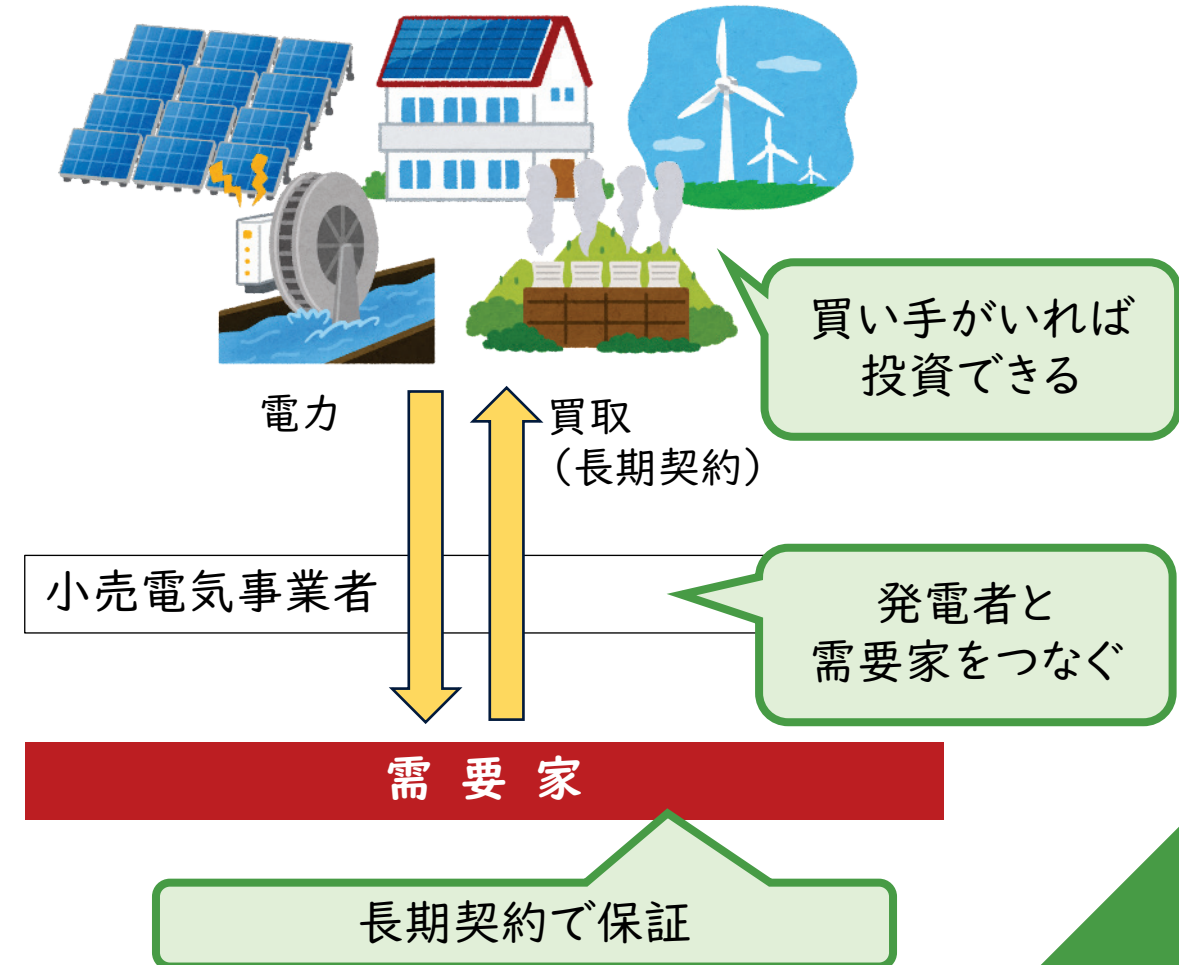 買い手がいれば
投資できる
電力
買取
（長期契約）
小売電気事業者
発電者と
需要家をつなぐ
需要家
長期契約で保証